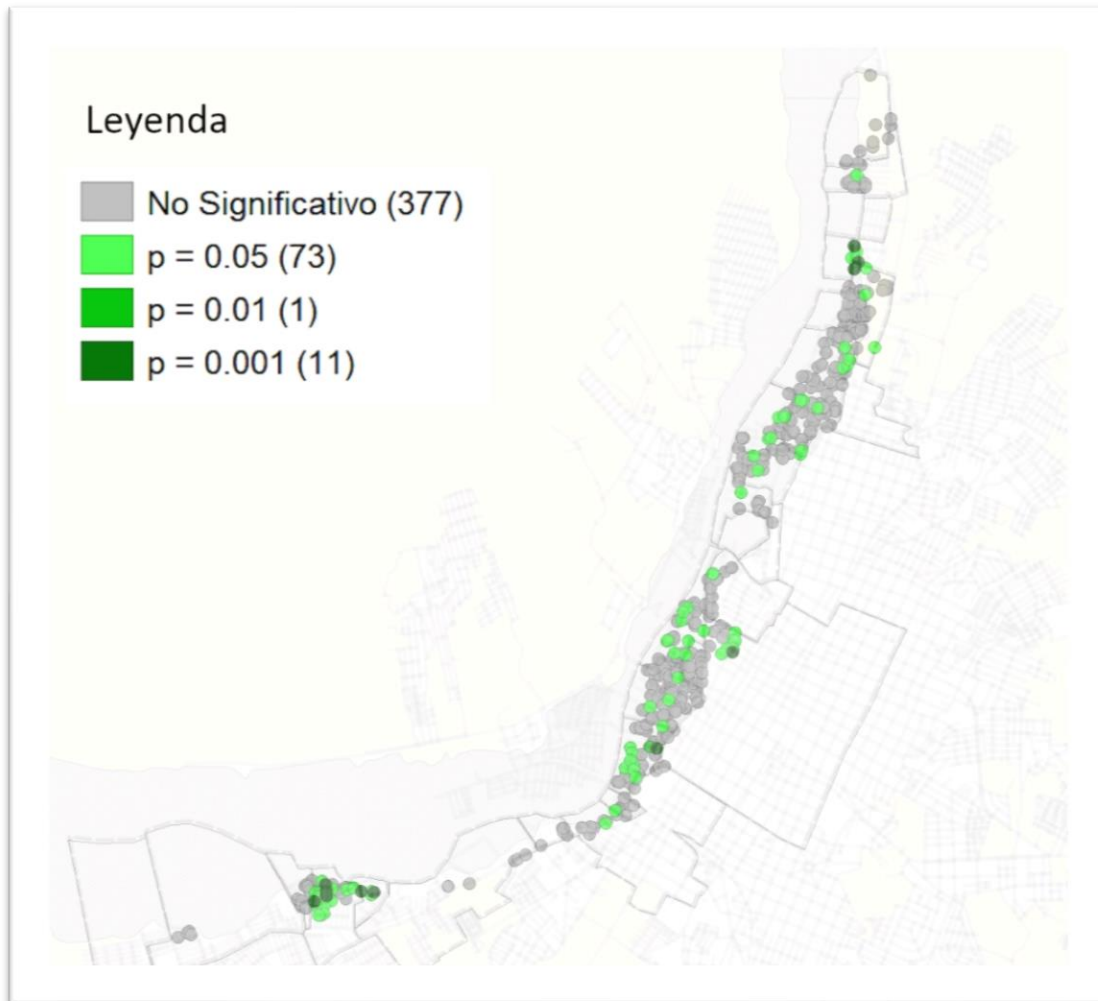 Leyenda
No Significativo (377)
p = 0.05 (73)
p = 0.01 (1)
p = 0.001 (11)